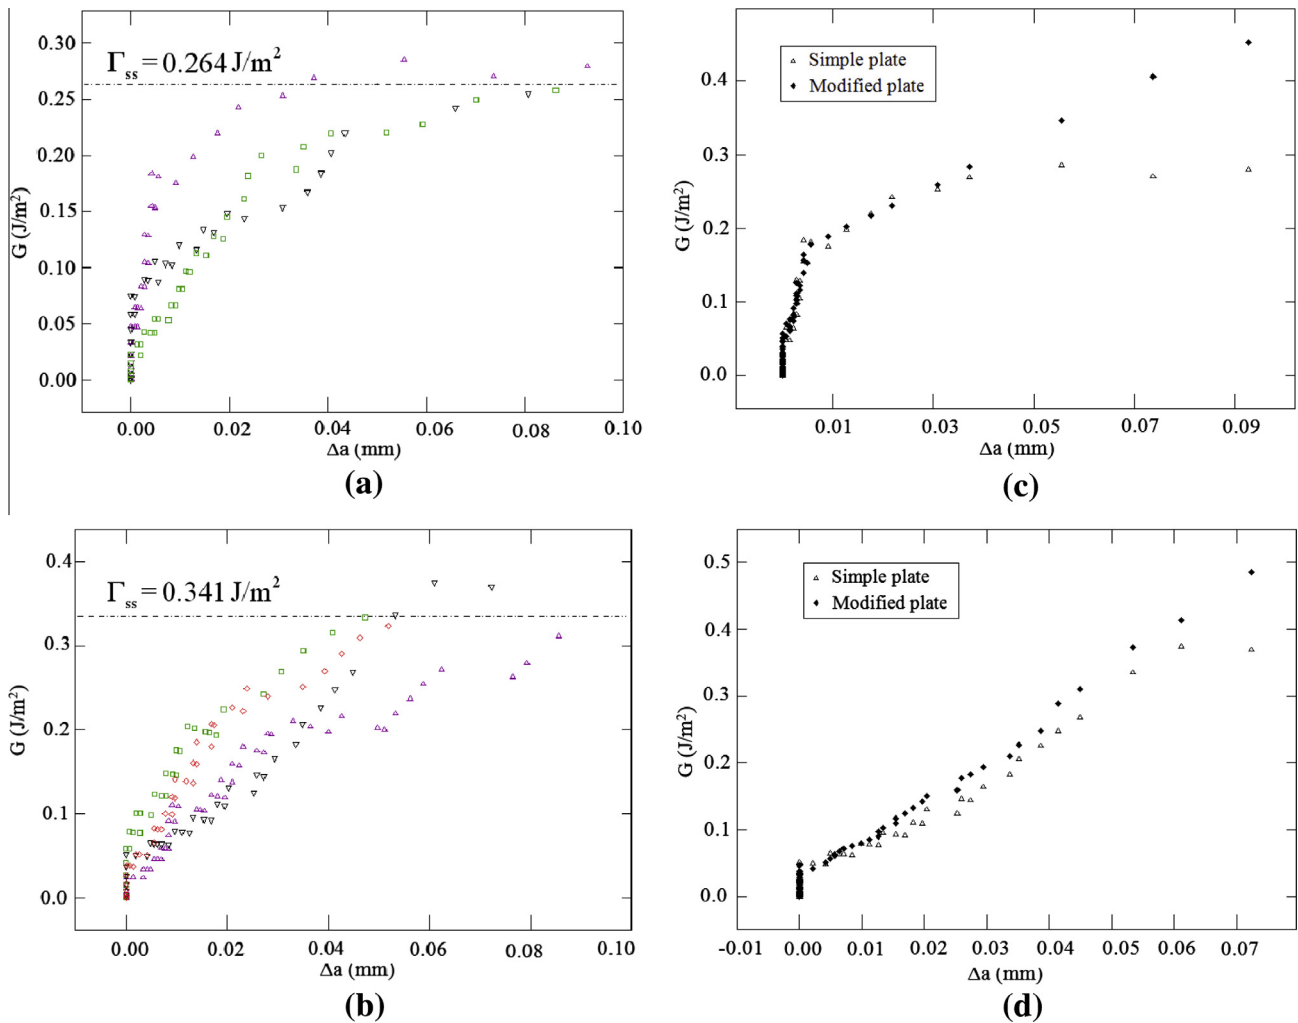 0.30
0.25
0.20
0.15
0.10
0.05
0.00
G (J/m²)
Γss = 0.264 J/m²
0.00 0.02 0.04 0.06 0.08 0.10
Δa (mm)
(a)
0.4
0.3
0.2
0.1
0.0
G (J/m²)
Simple plate
Modified plate
0.01 0.03 0.05 0.07 0.09
Δa (mm)
(c)
0.4
0.3
0.2
0.1
0.0
G (J/m²)
Γss = 0.341 J/m²
0.00 0.02 0.04 0.06 0.08 0.10
Δa (mm)
(b)
0.5
0.4
0.3
0.2
0.1
0.0
G (J/m²)
Simple plate
Modified plate
-0.01 0.00 0.01 0.02 0.03 0.04 0.05 0.06 0.07
Δa (mm)
(d)